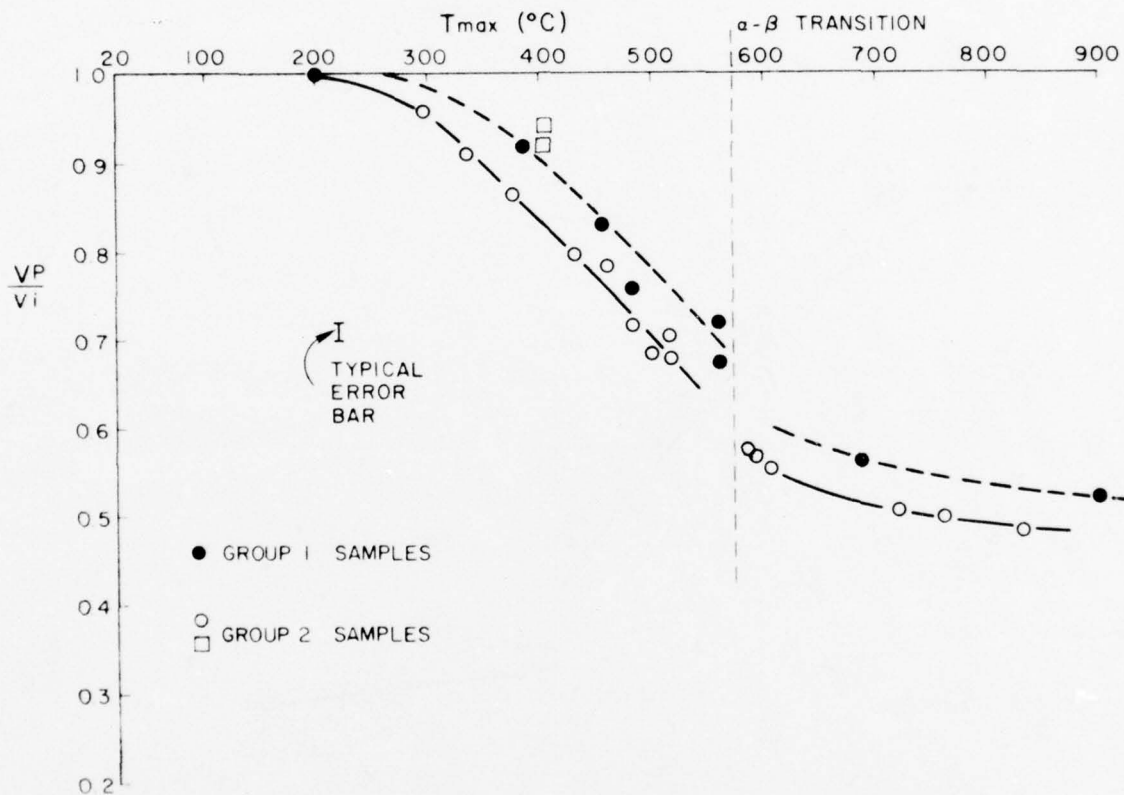 Tmax (°C)
α-β TRANSITION
20 100 200 300 400 500 600 700 800 900
1.0
0.9
0.8
VP
Vi
0.7
TYPICAL
ERROR
BAR
0.6
0.5
GROUP 1 SAMPLES
0.4
GROUP 2 SAMPLES
0.3
0.2